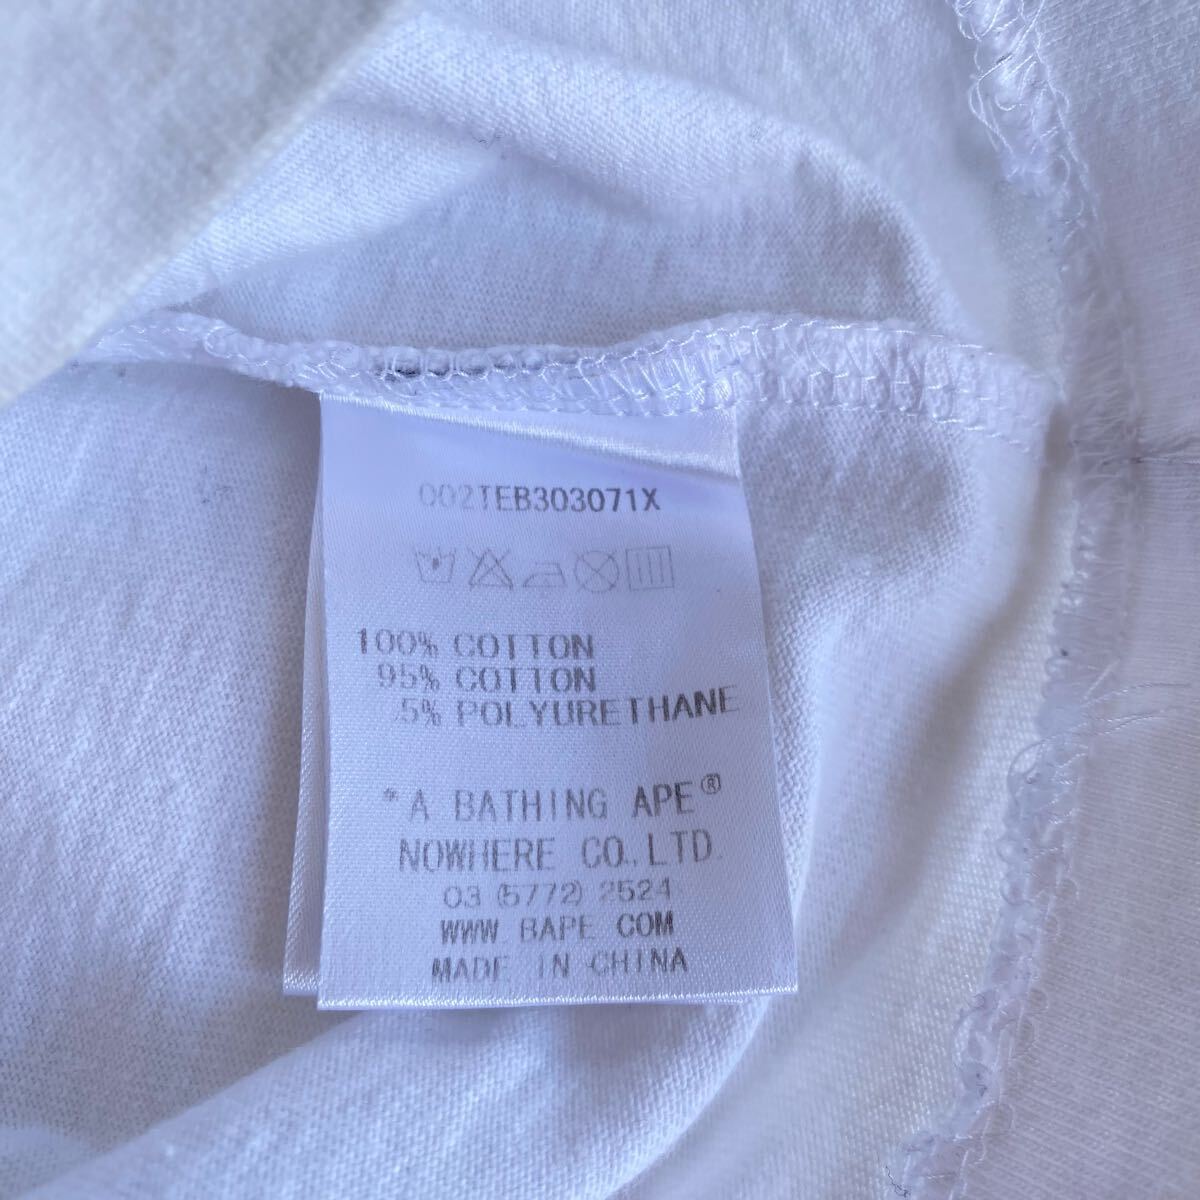 002TEB303071X
100% COTTON
95% COTTON
5% POLYURETHANE
*A BATHING APE®
NOWHERE CO., LTD.
03 (5772) 2524
WWW. BAPE. COM
MADE IN CHINA